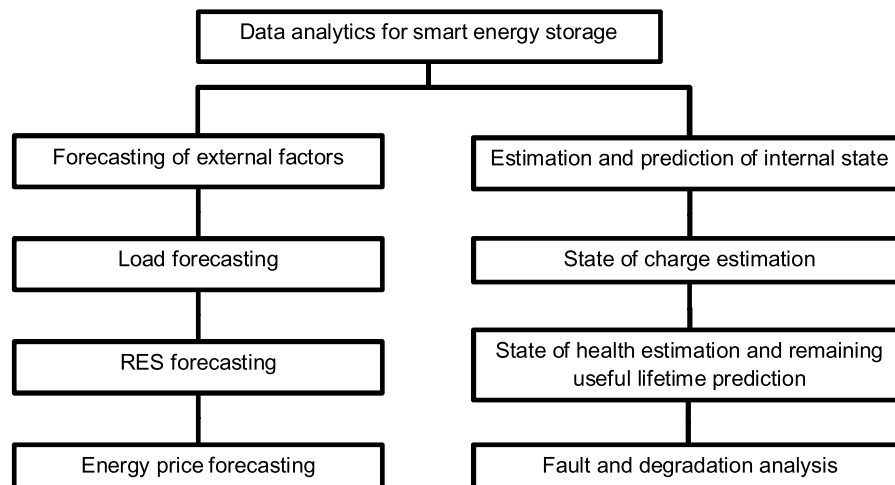 Data analytics for smart energy storage
Forecasting of external factors
Load forecasting
RES forecasting
Energy price forecasting
Estimation and prediction of internal state
State of charge estimation
State of health estimation and remaining
useful lifetime prediction
Fault and degradation analysis